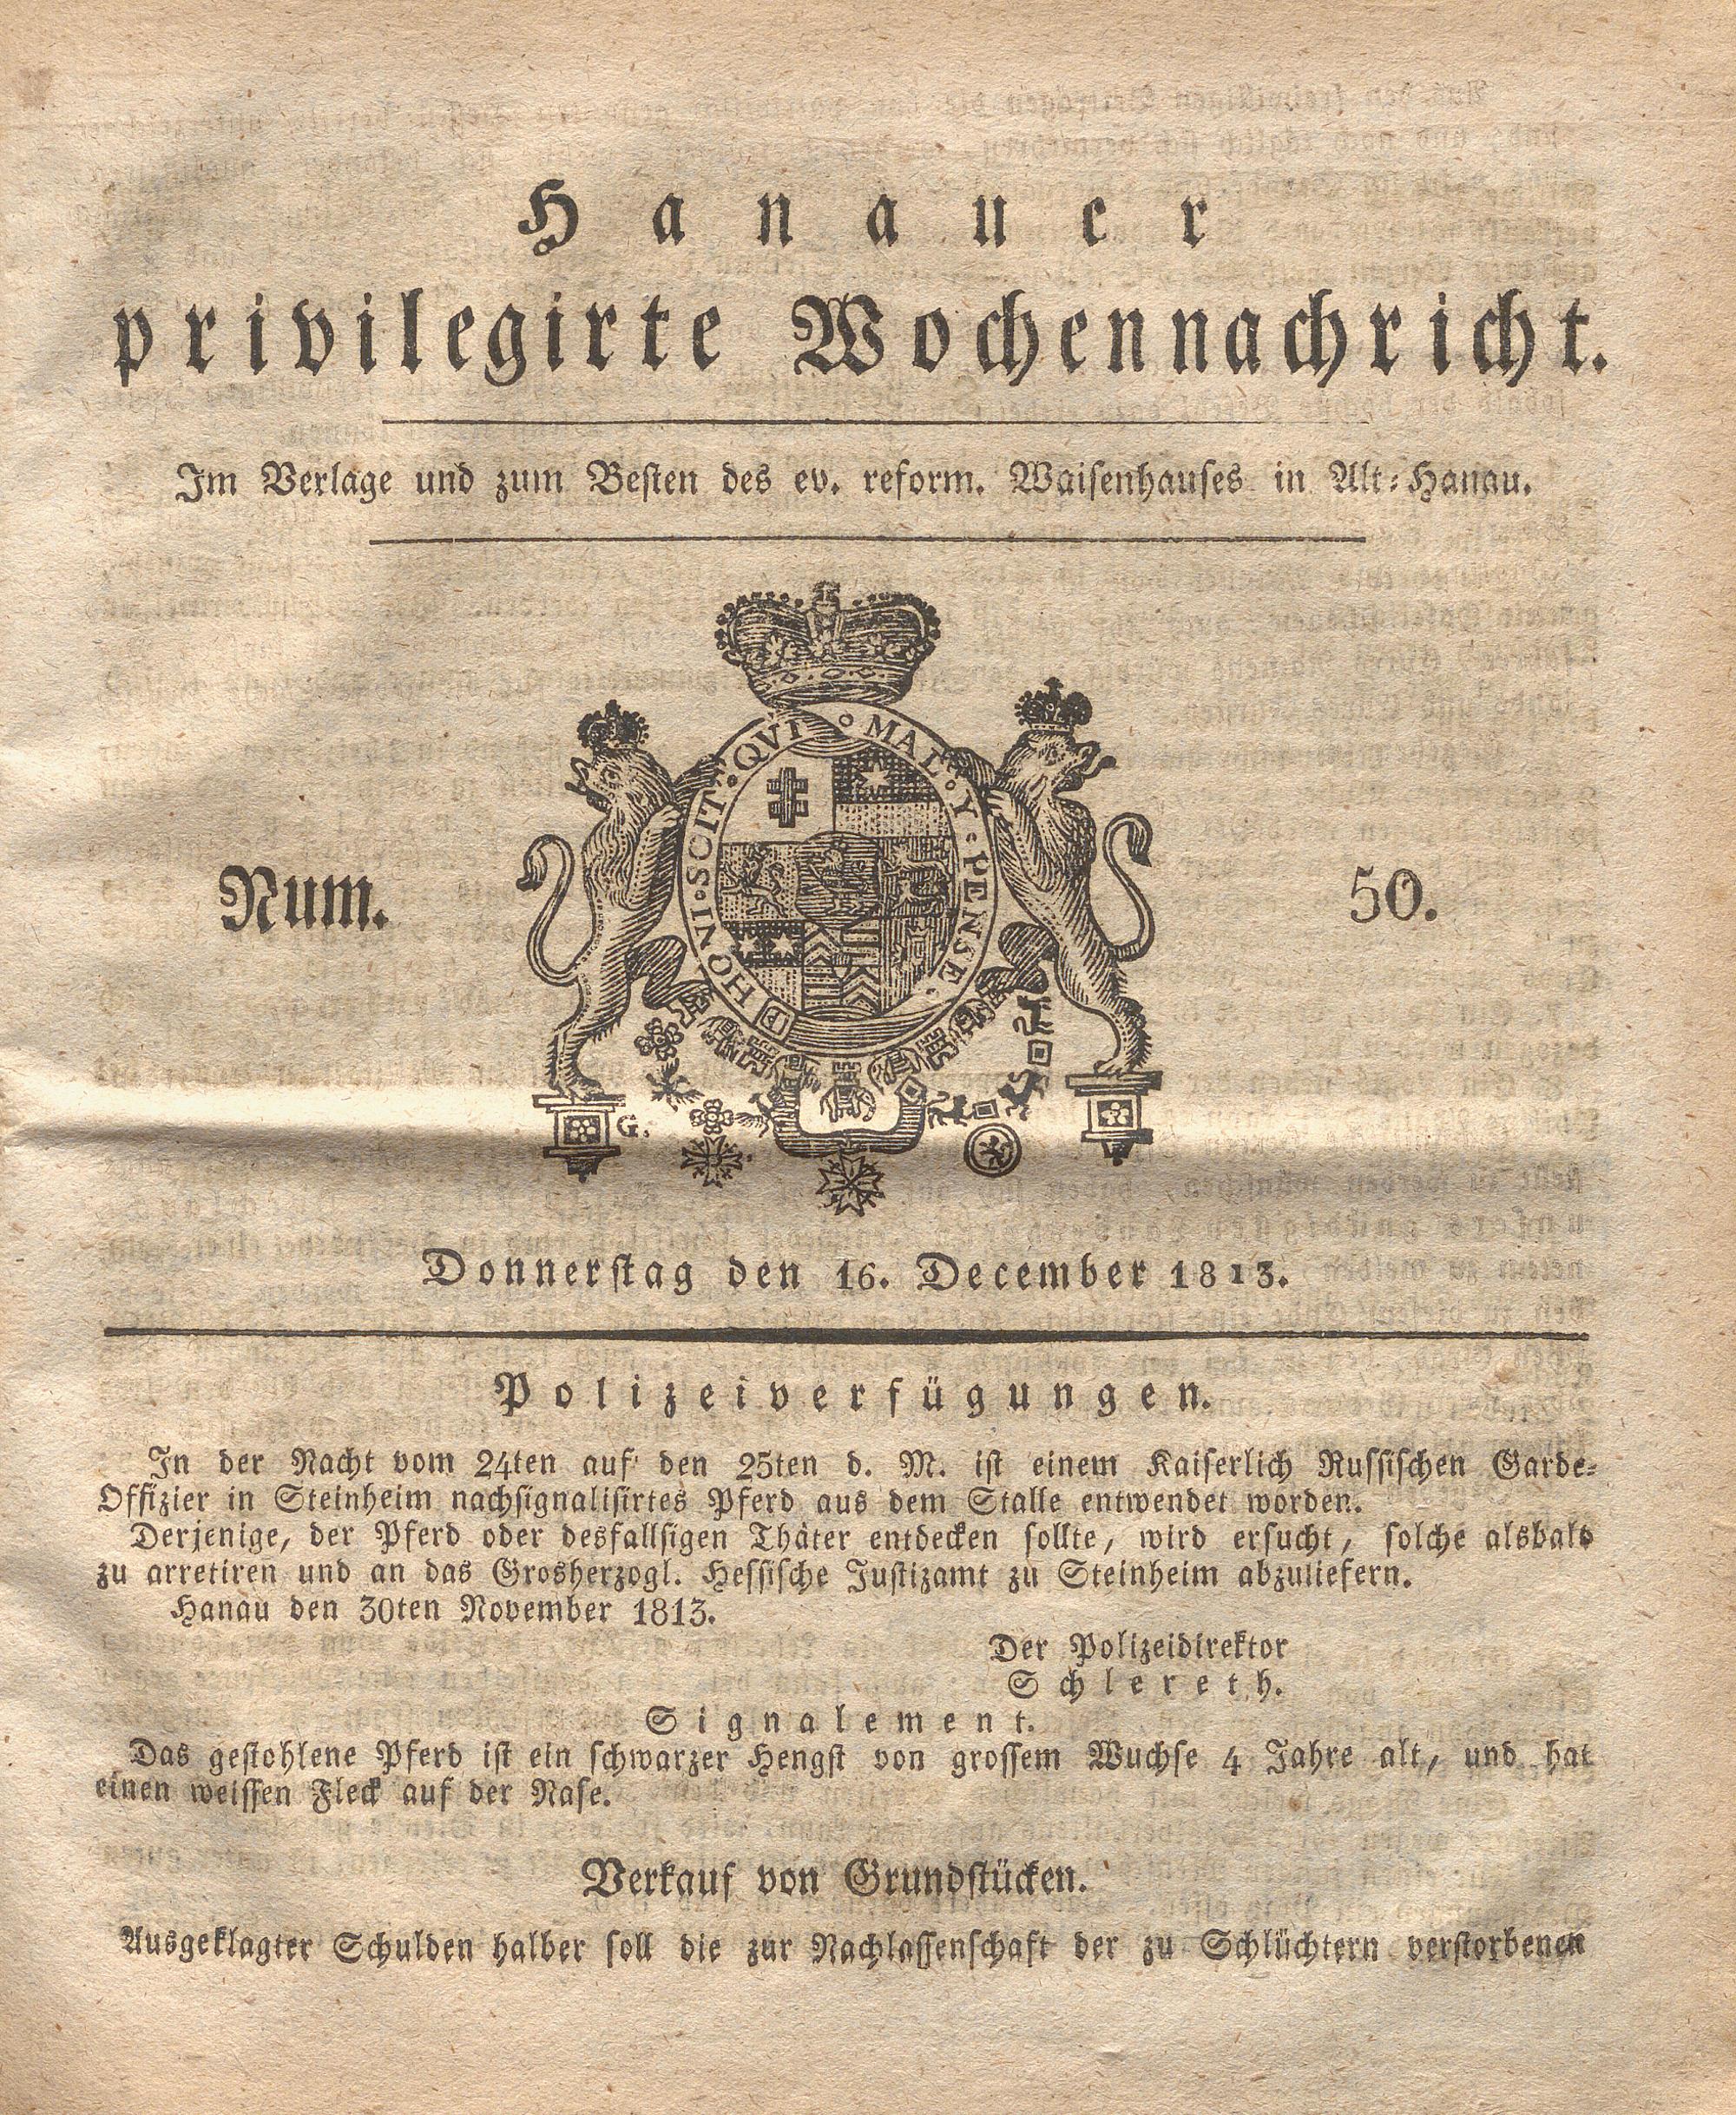 Hanauer
privilegirte Wochennachricht.
Im Verlage und zum Besten des ev. reform. Waisenhauses in Alt-Hanau.
HONI·SOIT·QVI MAL·Y·PENSE·
Num. 50.
G.
Donnerstag den 16. December 1813.
Polizeiverfügungen.
In der Nacht vom 24ten auf den 25ten d. M. ist einem Kaiserlich Russischen Garde-
Offizier in Steinheim nachsignalisirtes Pferd aus dem Stalle entwendet worden.
Derjenige, der Pferd oder desfallsigen Thäter entdecken sollte, wird ersucht, solche alsbald
zu arretiren und an das Grosherzogl. Hessische Justizamt zu Steinheim abzuliefern.
Hanau den 30ten November 1813.
Der Polizeidirektor
Schlereth.
Signalement.
Das gestohlene Pferd ist ein schwarzer Hengst von grossem Wuchse 4 Jahre alt, und hat
einen weissen Fleck auf der Nase.
Verkauf von Grundstücken.
Ausgeklagter Schulden halber soll die zur Nachlassenschaft der zu Schlüchtern verstorbenen